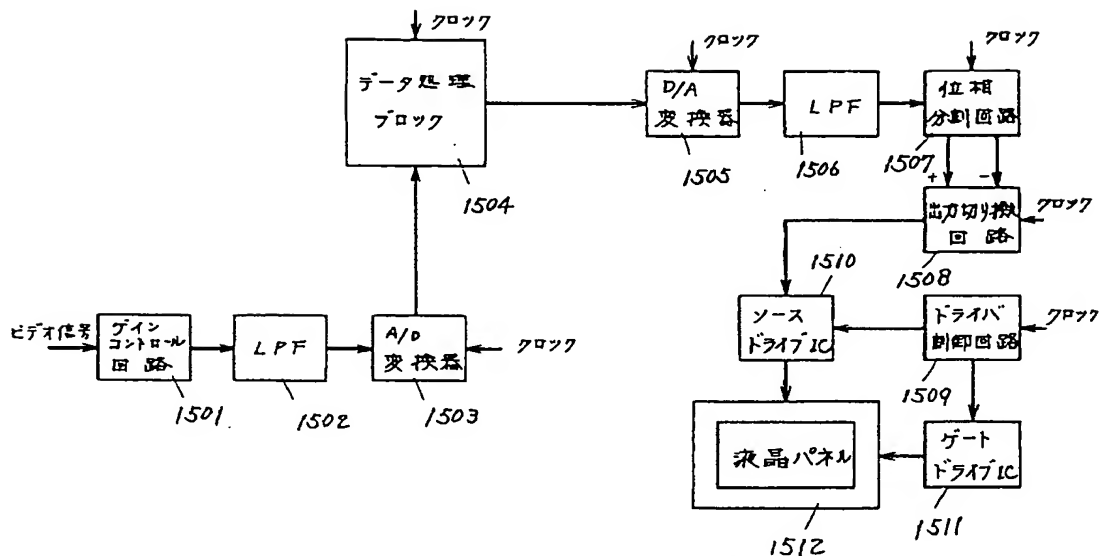 クロック
データ処理
ブロック
1504
クロック
D/A
変換器
1505
LPF
1506
クロック
位相
分割回路
1507
+
-
出力切り換
回路
1508
クロック
ビデオ信号
ゲイン
コントロール
回路
1501
LPF
1502
A/D
変換器
1503
クロック
1510
ソース
ドライブIC
ドライバ
制御回路
1509
クロック
液晶パネル
1512
ゲート
ドライブIC
1511